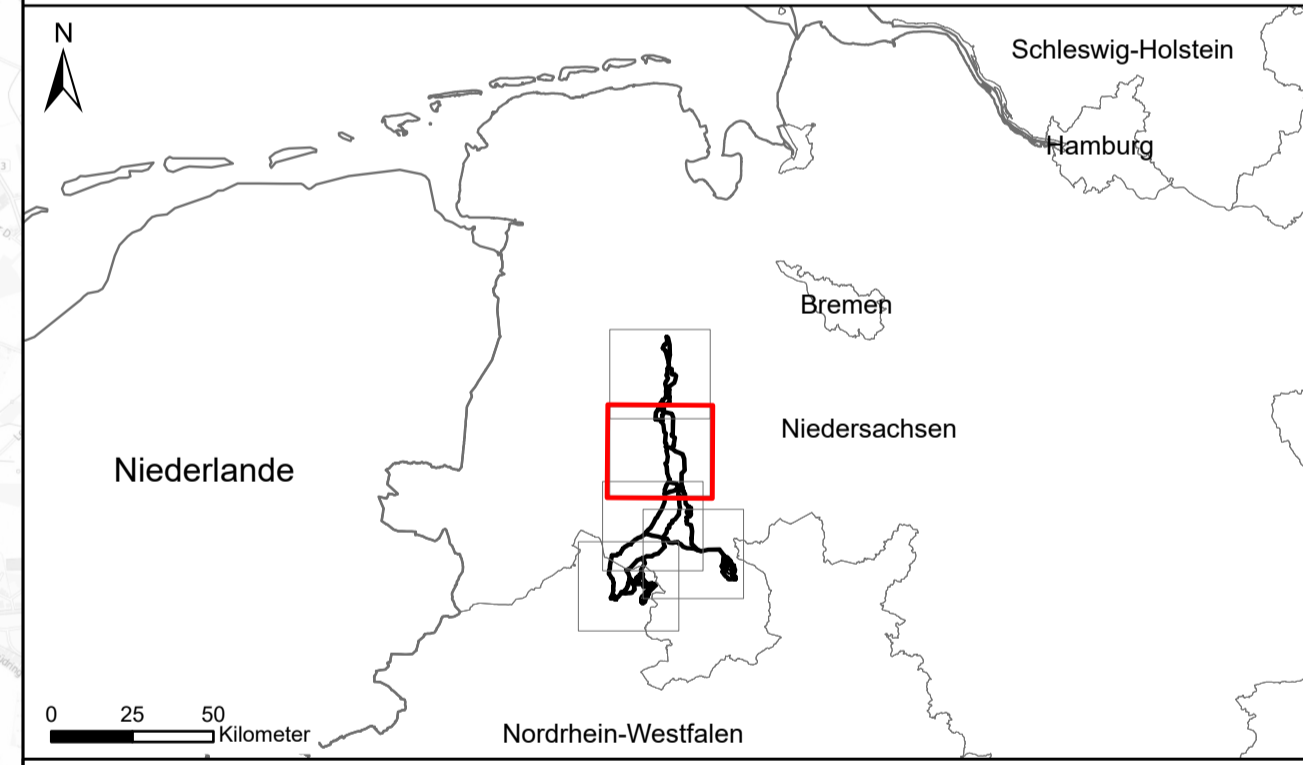 N
Schleswig-Holstein
Hamburg
Bremen
Niedersachsen
Niederlande
0 25 50
Kilometer
Nordrhein-Westfalen